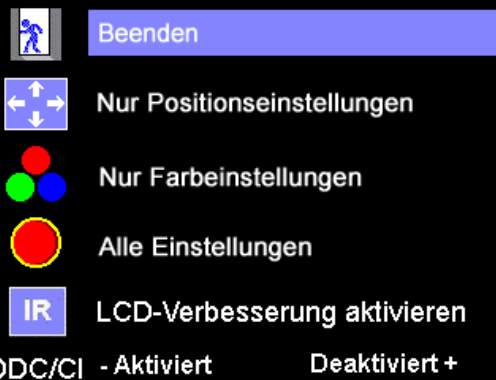 Beenden
Nur Positionseinstellungen
Nur Farbeinstellungen
Alle Einstellungen
IR LCD-Verbesserung aktivieren
DDC/CI - Aktiviert Deaktiviert +